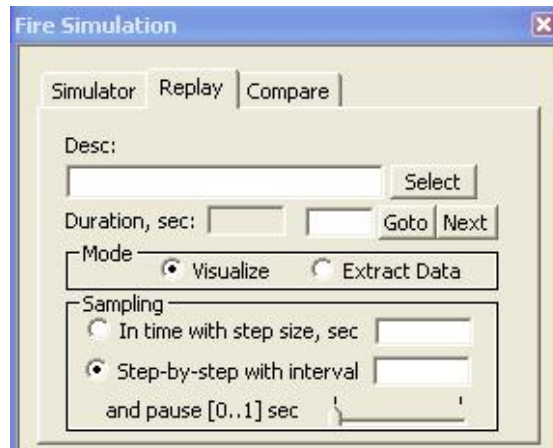 Fire Simulation
Simulator Replay Compare
Desc:
Select
Duration, sec: Goto Next
Mode
Visualize Extract Data
Sampling
In time with step size, sec
Step-by-step with interval
and pause [0..1] sec